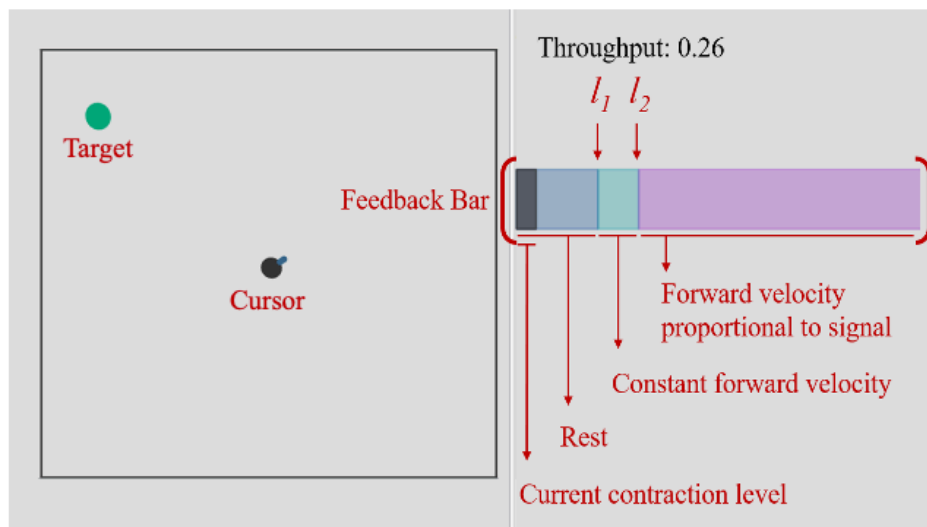 Throughput: 0.26
l1 l2
Target
Feedback Bar
Cursor
Forward velocity
proportional to signal
Constant forward velocity
Rest
Current contraction level